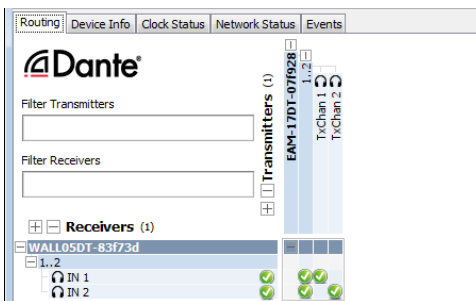 Routing Device Info Clock Status Network Status Events
Dante®
Filter Transmitters
Filter Receivers
Transmitters (1)
EAM-17DT-07f928
1..2
TxChan 1
TxChan 2
Receivers (1)
WALL05DT-83f73d
1..2
IN 1
IN 2